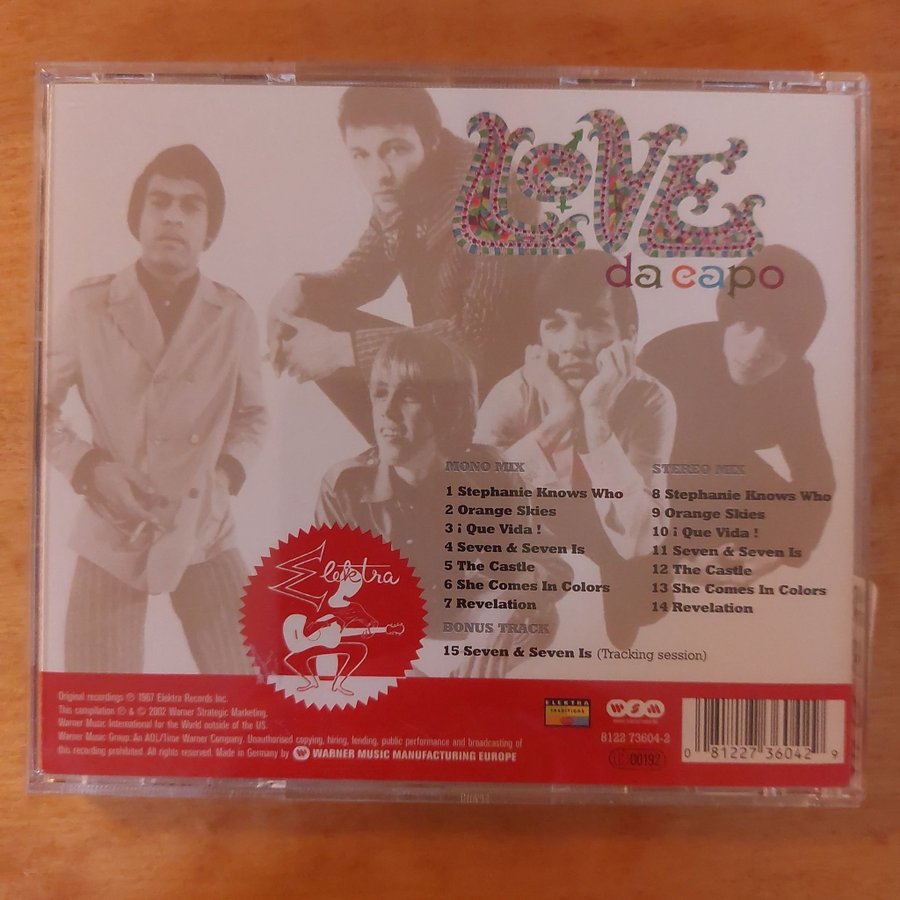 LOVE
da capo
MONO MIX
1 Stephanie Knows Who
2 Orange Skies
3 ¡ Que Vida !
4 Seven & Seven Is
5 The Castle
6 She Comes In Colors
7 Revelation
STEREO MIX
8 Stephanie Knows Who
9 Orange Skies
10 ¡ Que Vida !
11 Seven & Seven Is
12 The Castle
13 She Comes In Colors
14 Revelation
BONUS TRACK
15 Seven & Seven Is (Tracking session)
Elektra
Original recordings ℗ 1967 Elektra Records Inc.
This compilation ℗ & © 2002 Warner Strategic Marketing.
Warner Music International for the World outside of the US.
Warner Music Group: An AOL/Time Warner Company. Unauthorised copying, hiring, lending, public performance and broadcasting of
this recording prohibited. All rights reserved. Made in Germany by WARNER MUSIC MANUFACTURING EUROPE
ELEKTRA
TRADITIONS
WSM
8122 73604-2
LC 00192
0 81227 36042 9